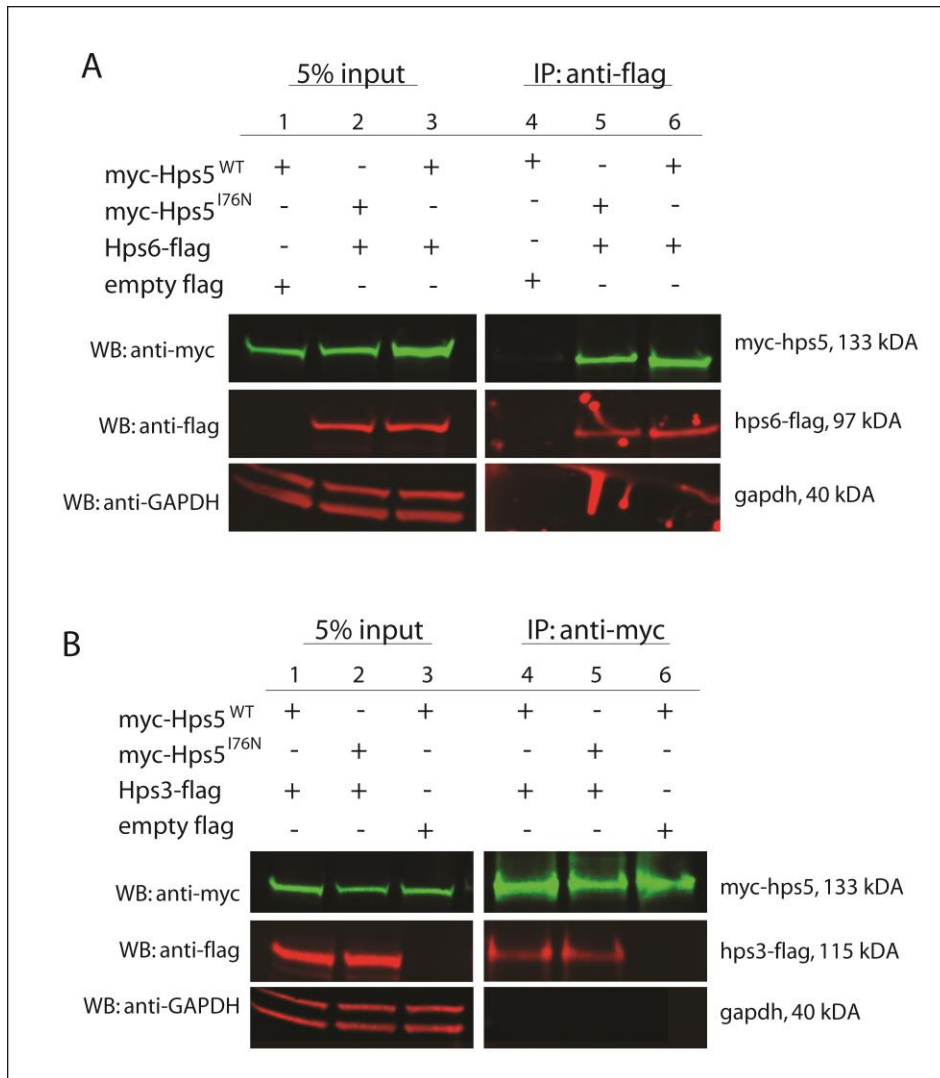 A
5% input IP: anti-flag
1 2 3 4 5 6
myc-Hps5WT + - + + - +
myc-Hps5I76N - + - - + -
Hps6-flag - + + - + +
empty flag + - - + - -
WB: anti-myc myc-hps5, 133 kDA
WB: anti-flag hps6-flag, 97 kDA
WB: anti-GAPDH gapdh, 40 kDA
B
5% input IP: anti-myc
1 2 3 4 5 6
myc-Hps5WT + - + + - +
myc-Hps5I76N - + - - + -
Hps3-flag + + - + + -
empty flag - - + - - +
WB: anti-myc myc-hps5, 133 kDA
WB: anti-flag hps3-flag, 115 kDA
WB: anti-GAPDH gapdh, 40 kDA